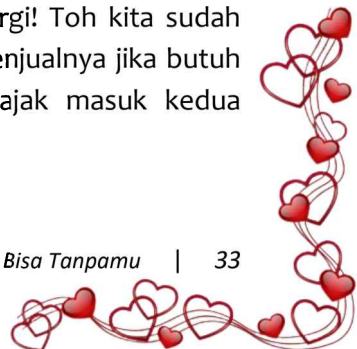 rgi! Toh kita sudah
enjualnya jika butuh
ajak masuk kedua
Bisa Tanpamu | 33